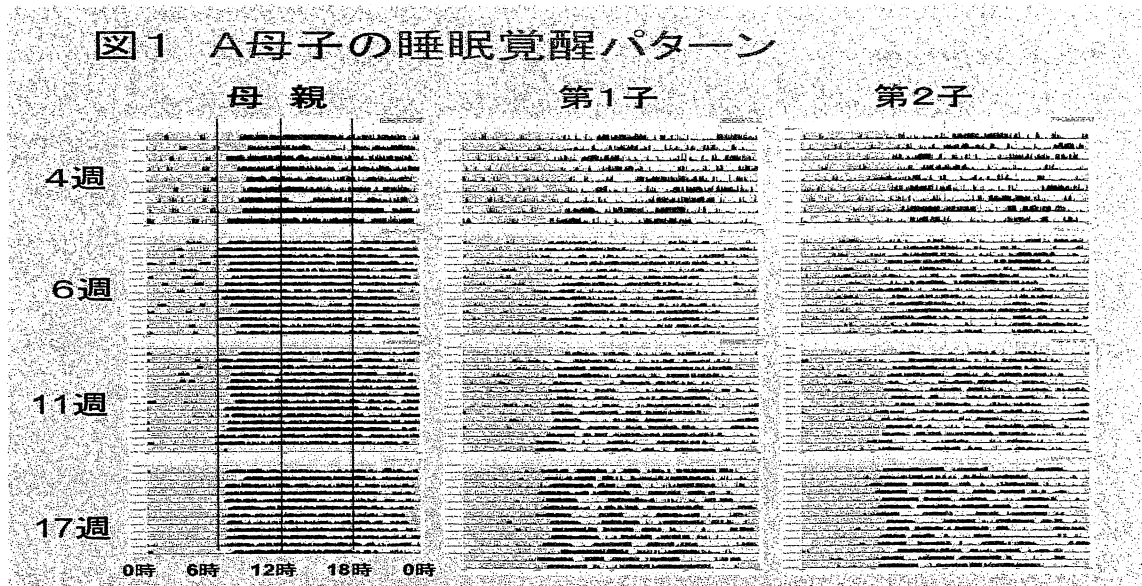 図1 A母子の睡眠覚醒パターン
母 親
第1子
第2子
4週
6週
11週
17週
0時 6時 12時 18時 0時